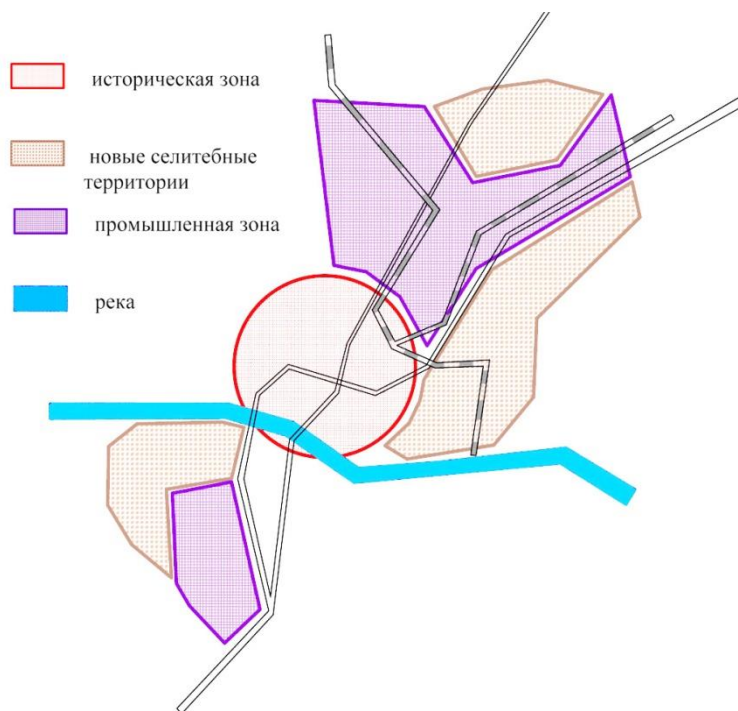 историческая зона
новые селитебные
территории
промышленная зона
река